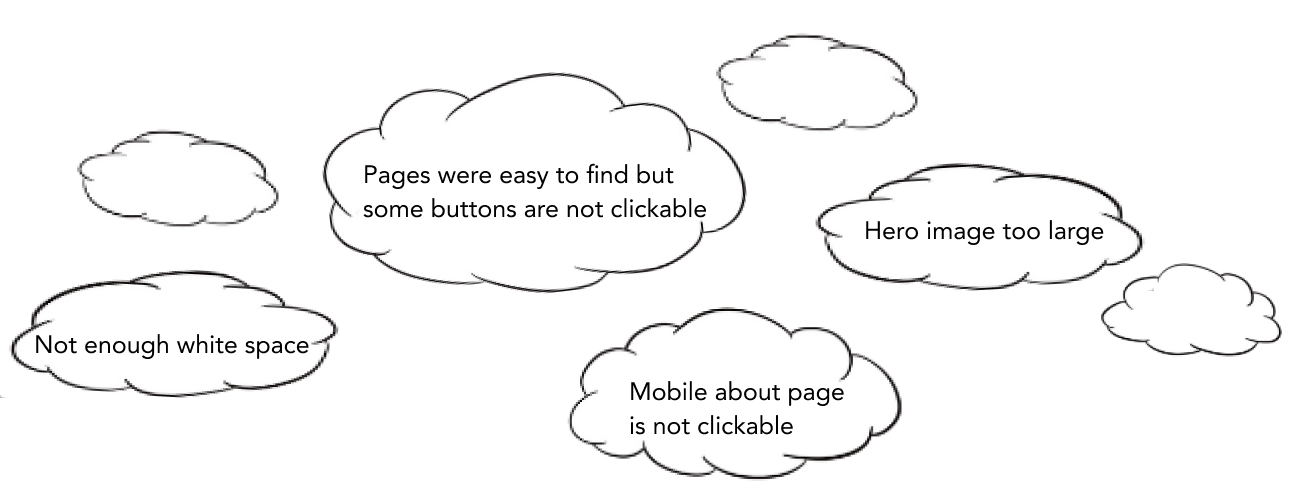 Pages were easy to find but
some buttons are not clickable
Hero image too large
Not enough white space
Mobile about page
is not clickable